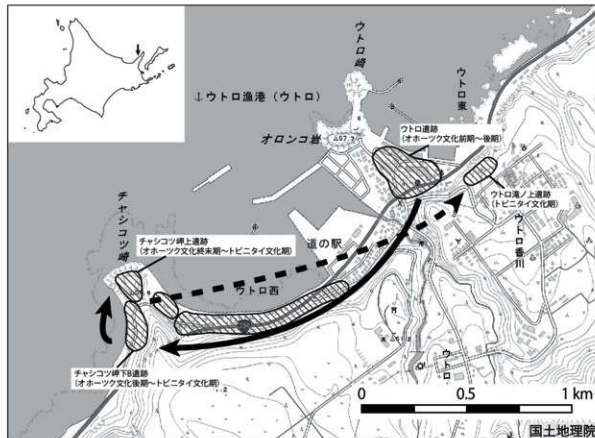 ウトロ崎
⚓ウトロ漁港（ウトロ）
オロンコ岩
ウトロ東
ウトロ遺跡
（オホーツク文化前期〜後期）
ウトロ滝ノ上遺跡
（トビニタイ文化期）
チャシコツ崎
チャシコツ岬上遺跡
（オホーツク文化終末期〜トビニタイ文化期）
道の駅
ウトロ西
ウトロ香川
ウトロ
チャシコツ岬下B遺跡
（オホーツク文化後期〜トビニタイ文化期）
0 0.5 1 km
国土地理院